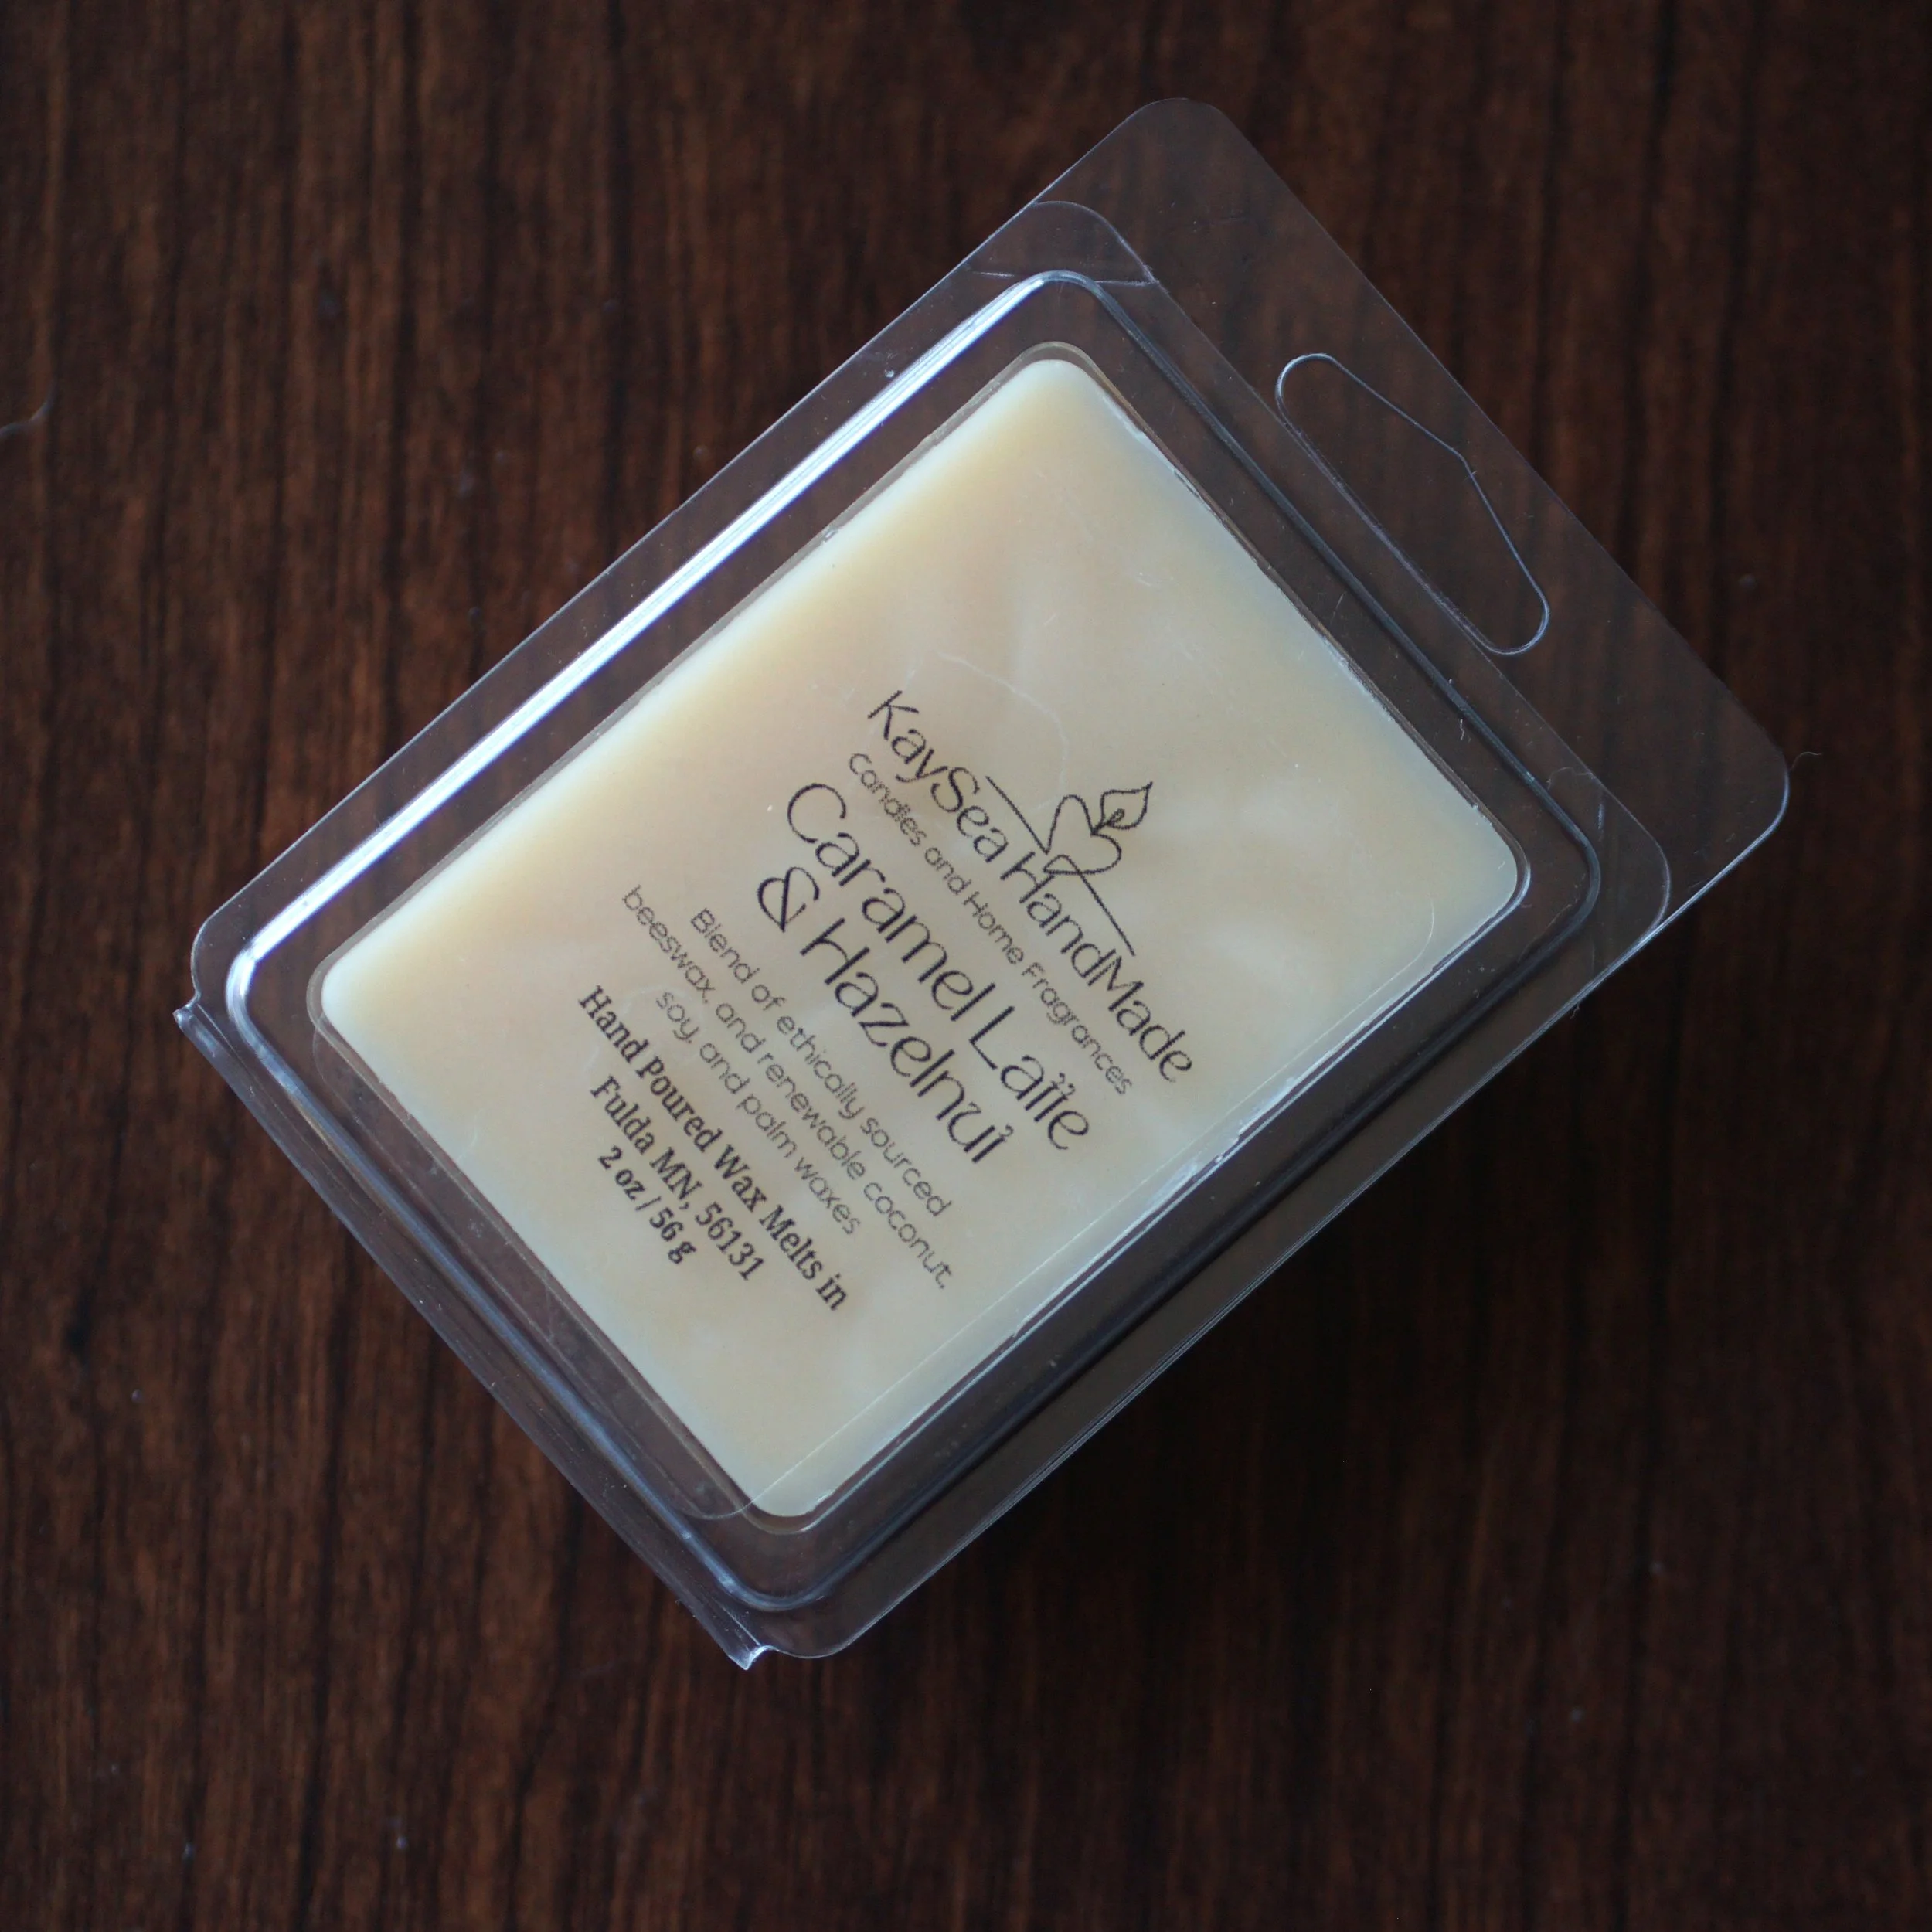 KaySea HandMade
Candles and Home Fragrances
Caramel Latte
& Hazelnut
Blend of ethically sourced
beeswax, and renewable coconut,
soy, and palm waxes
Hand Poured Wax Melts in
Fulda MN, 56131
2 oz / 56 g